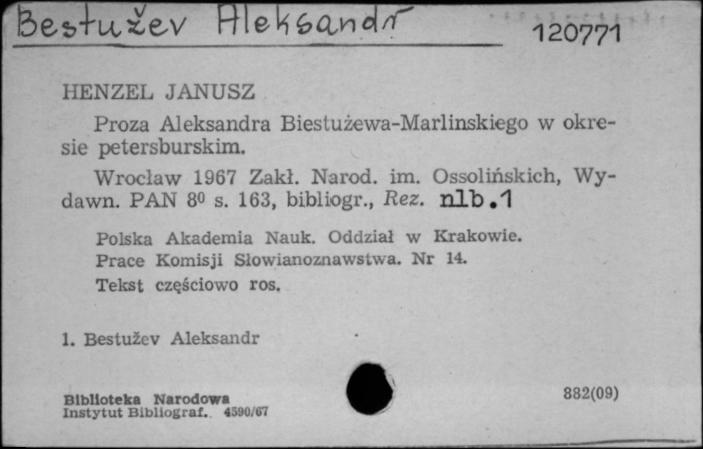 Bestužev Aleksandr
120771
HENZEL JANUSZ
Proza Aleksandra Biestużewa-Marlinskiego w okre-
sie petersburskim.
Wrocław 1967 Zakł. Narod. im. Ossolińskich, Wy-
dawn. PAN 8⁰ s. 163, bibliogr., Rez. nlb.1
Polska Akademia Nauk. Oddział w Krakowie.
Prace Komisji Słowianoznawstwa. Nr 14.
Tekst częściowo ros.
1. Bestužev Aleksandr
Biblioteka Narodowa
Instytut Bibliograf. 4590/67
882(09)